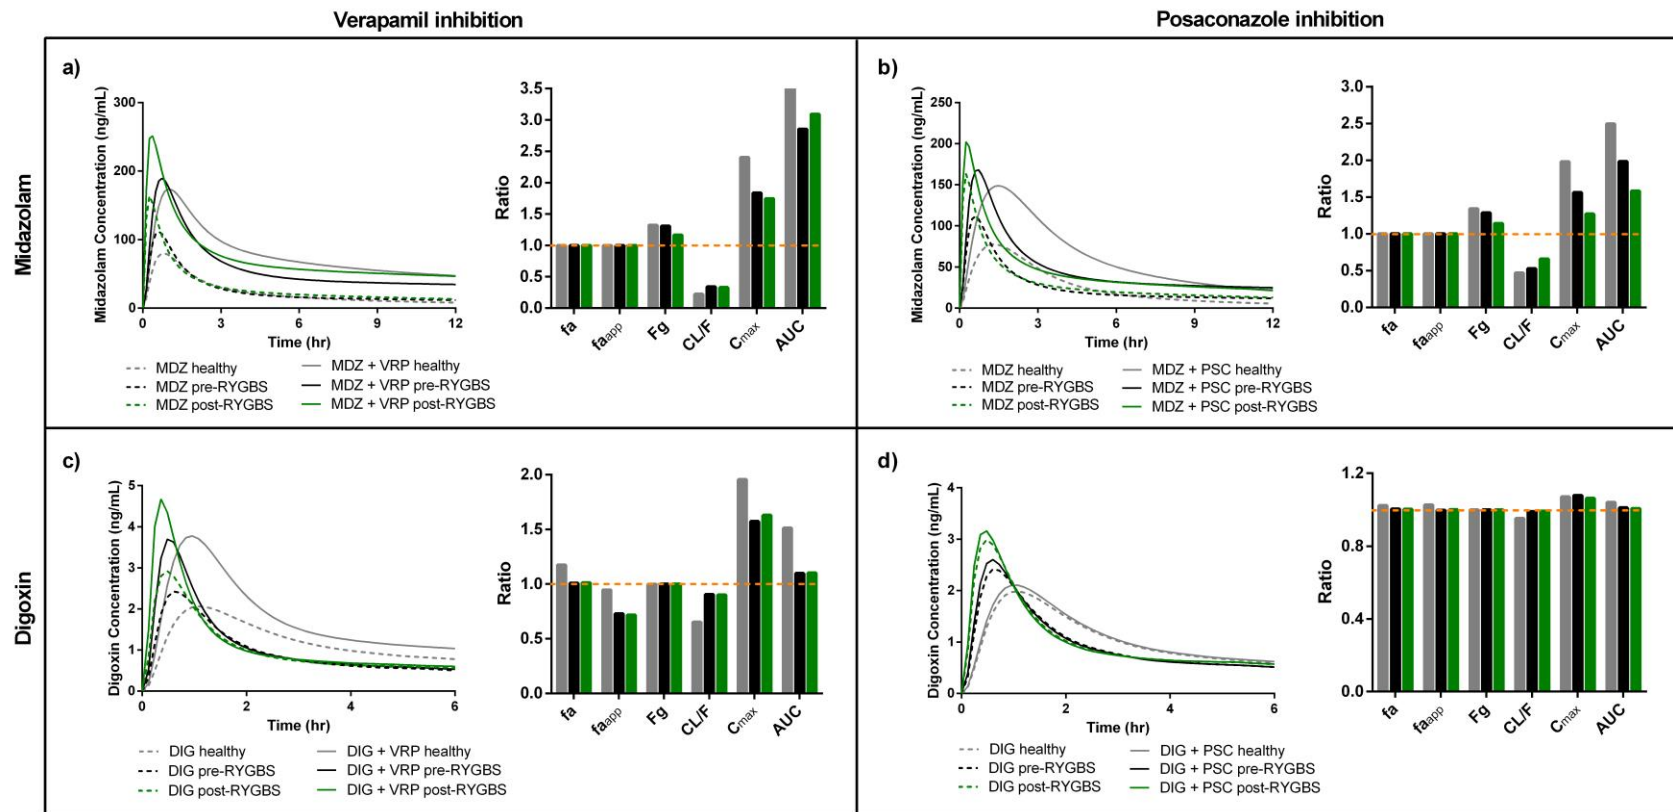 Verapamil inhibition
Posaconazole inhibition
Midazolam
Digoxin
a)
Midazolam Concentration (ng/mL)
300
200
100
0
0 3 6 9 12
Time (hr)
MDZ healthy
MDZ pre-RYGBS
MDZ post-RYGBS
MDZ + VRP healthy
MDZ + VRP pre-RYGBS
MDZ + VRP post-RYGBS
Ratio
3.5
3.0
2.5
2.0
1.5
1.0
0.5
0.0
fa
faapp
Fg
CL/F
Cmax
AUC
b)
Midazolam Concentration (ng/mL)
250
200
150
100
50
0
0 3 6 9 12
Time (hr)
MDZ healthy
MDZ pre-RYGBS
MDZ post-RYGBS
MDZ + PSC healthy
MDZ + PSC pre-RYGBS
MDZ + PSC post-RYGBS
Ratio
3.0
2.5
2.0
1.5
1.0
0.5
0.0
fa
faapp
Fg
CL/F
Cmax
AUC
c)
Digoxin Concentration (ng/mL)
5
4
3
2
1
0
0 2 4 6
Time (hr)
DIG healthy
DIG pre-RYGBS
DIG post-RYGBS
DIG + VRP healthy
DIG + VRP pre-RYGBS
DIG + VRP post-RYGBS
Ratio
2.0
1.5
1.0
0.5
0.0
fa
faapp
Fg
CL/F
Cmax
AUC
d)
Digoxin Concentration (ng/mL)
4
3
2
1
0
0 2 4 6
Time (hr)
DIG healthy
DIG pre-RYGBS
DIG post-RYGBS
DIG + PSC healthy
DIG + PSC pre-RYGBS
DIG + PSC post-RYGBS
Ratio
1.2
0.8
0.4
0.0
fa
faapp
Fg
CL/F
Cmax
AUC